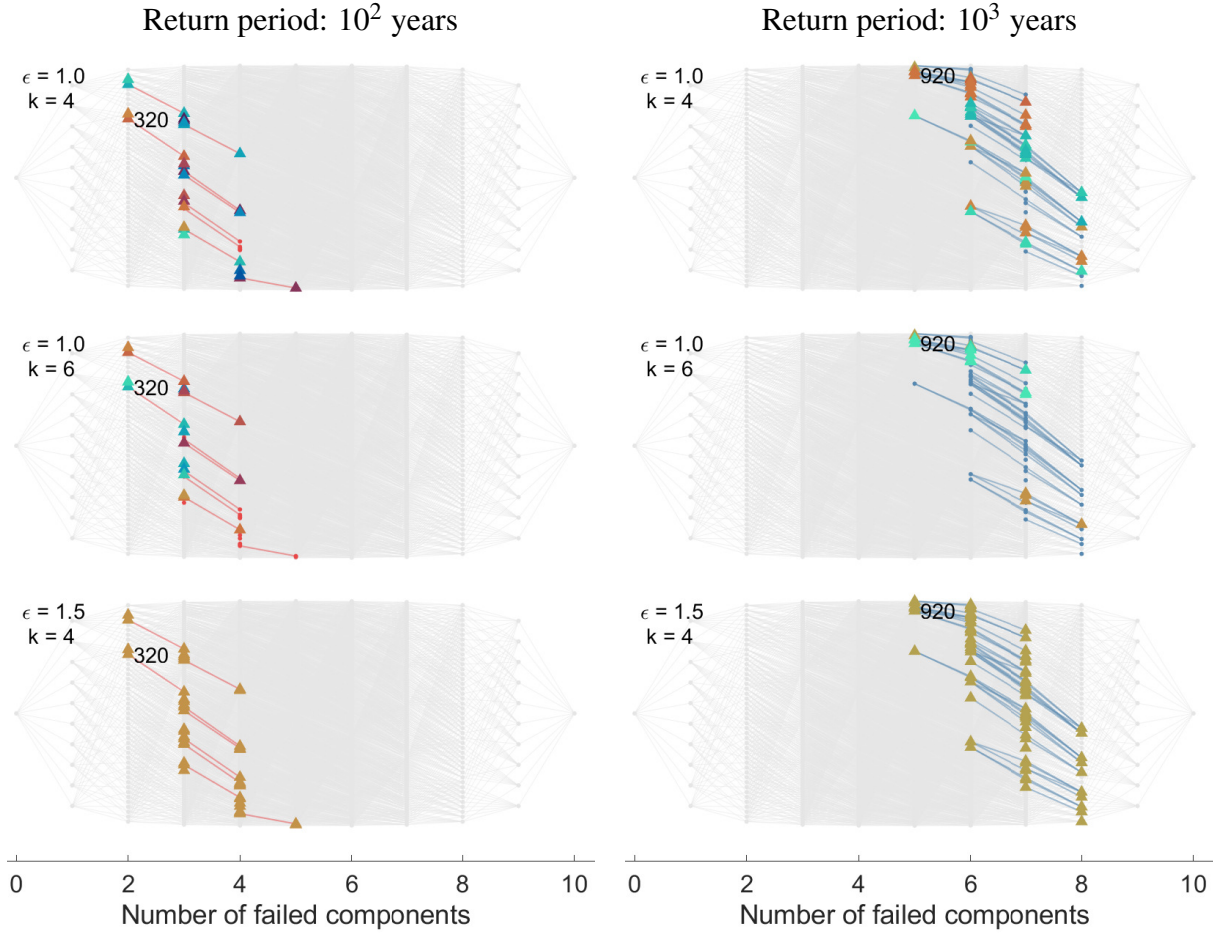 Return period: 10² years
Return period: 10³ years
ϵ = 1.0
k = 4
320
ϵ = 1.0
k = 4
920
ϵ = 1.0
k = 6
320
ϵ = 1.0
k = 6
920
ϵ = 1.5
k = 4
320
ϵ = 1.5
k = 4
920
0 2 4 6 8 10
0 2 4 6 8 10
Number of failed components
Number of failed components